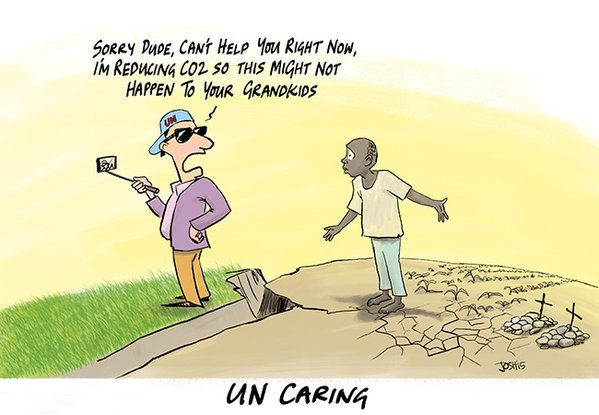 SORRY DUDE, CAN'T HELP YOU RIGHT NOW,
I'M REDUCING CO2 SO THIS MIGHT NOT
HAPPEN TO YOUR GRANDKIDS
UN
UN CARING